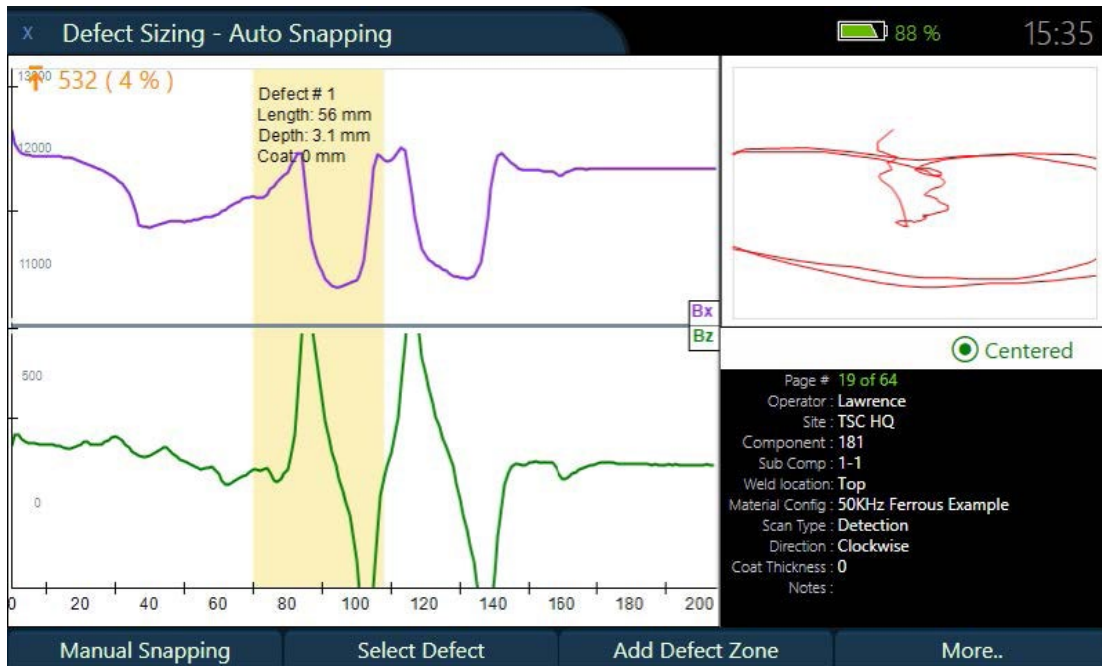 X Defect Sizing - Auto Snapping 88 % 15:35
13000
532 ( 4 % )
Defect # 1
Length: 56 mm
Depth: 3.1 mm
Coat: 0 mm
12000
11000
Bx
Bz
500
0
0 20 40 60 80 100 120 140 160 180 200
Centered
Page # 19 of 64
Operator : Lawrence
Site : TSC HQ
Component : 181
Sub Comp : 1-1
Weld location: Top
Material Config : 50KHz Ferrous Example
Scan Type : Detection
Direction : Clockwise
Coat Thickness : 0
Notes :
Manual Snapping Select Defect Add Defect Zone More..